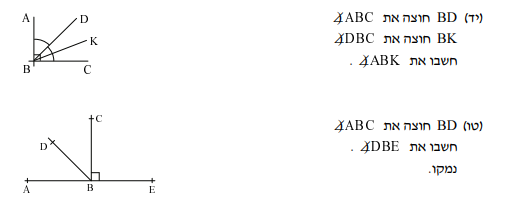 (יד) BD חוצה את ∡ABC
BK חוצה את ∡DBC
חשבו את ∡ABK .
A
D
K
B
C
(טו) BD חוצה את ∡ABC
חשבו את ∡DBE .
נמקו.
C
D
A
B
E